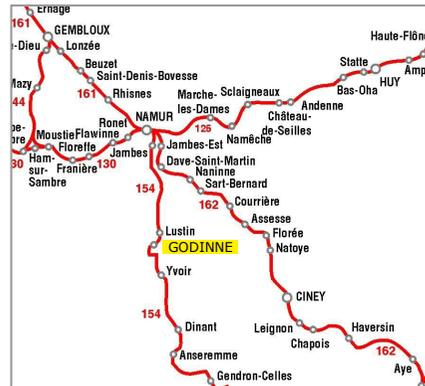 Ernage
161
GEMBLOUX
-Dieu
Lonzée
Haute-Flône
Beuzet
Statte
Saint-Denis-Bovesse
HUY
Amp
Mazy
161
Rhisnes
Marche-
les-Dames
Sclaigneaux
Bas-Oha
44
Andenne
Ronet
NAMUR
Château-
de-Seilles
Moustier
Flawinne
125
Namêche
Floreffe
Jambes
Jambes-Est
30
Ham-
sur-
Sambre
Franière
130
Dave-Saint-Martin
Naninne
154
Sart-Bernard
162
Courrière
Assesse
Lustin
Florée
GODINNE
Natoye
Yvoir
CINEY
154
Dinant
Leignon
Haversin
Chapois
162
Anseremme
Aye
Gendron-Celles